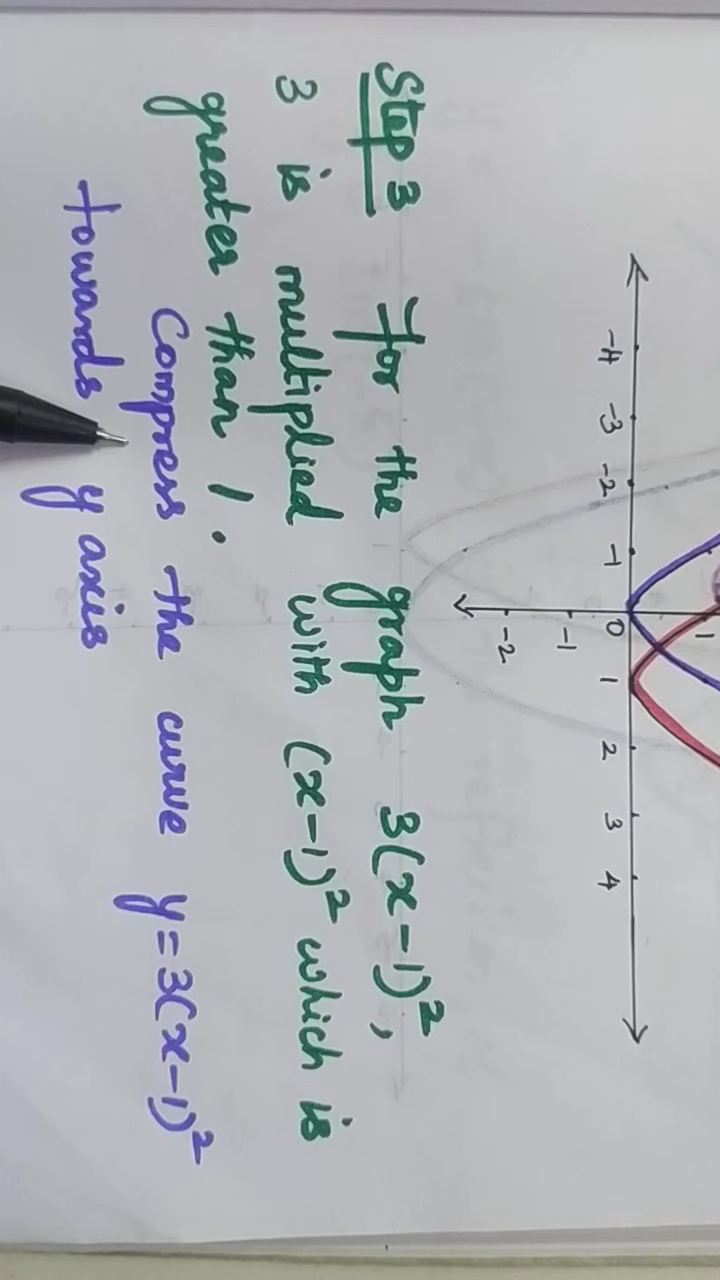 -4 -3 -2 -1 0 1 2 3 4
1
-1
-2
Step 3 For the graph 3(x-1)²,
3 is multiplied with (x-1)² which is
greater than 1.
Compress the curve y=3(x-1)²
towards y axis